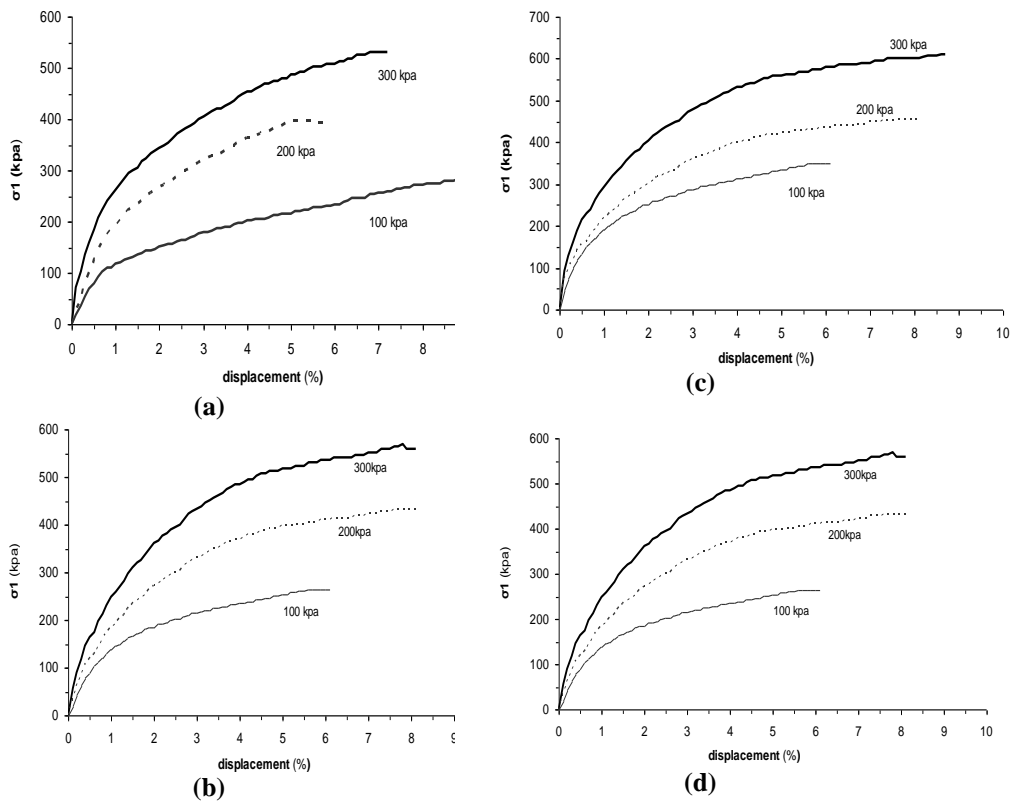 600
500
400
300
200
100
0
σ1 (kpa)
300 kpa
200 kpa
100 kpa
0 1 2 3 4 5 6 7 8
displacement (%)
(a)
700
600
500
400
300
200
100
0
σ1 (kpa)
300 kpa
200 kpa
100 kpa
0 1 2 3 4 5 6 7 8 9 10
displacement (%)
(c)
600
500
400
300
200
100
0
σ1 (kpa)
300kpa
200kpa
100 kpa
0 1 2 3 4 5 6 7 8 9
displacement (%)
(b)
600
500
400
300
200
100
0
σ1 (kpa)
300kpa
200kpa
100 kpa
0 1 2 3 4 5 6 7 8 9 10
displacement (%)
(d)